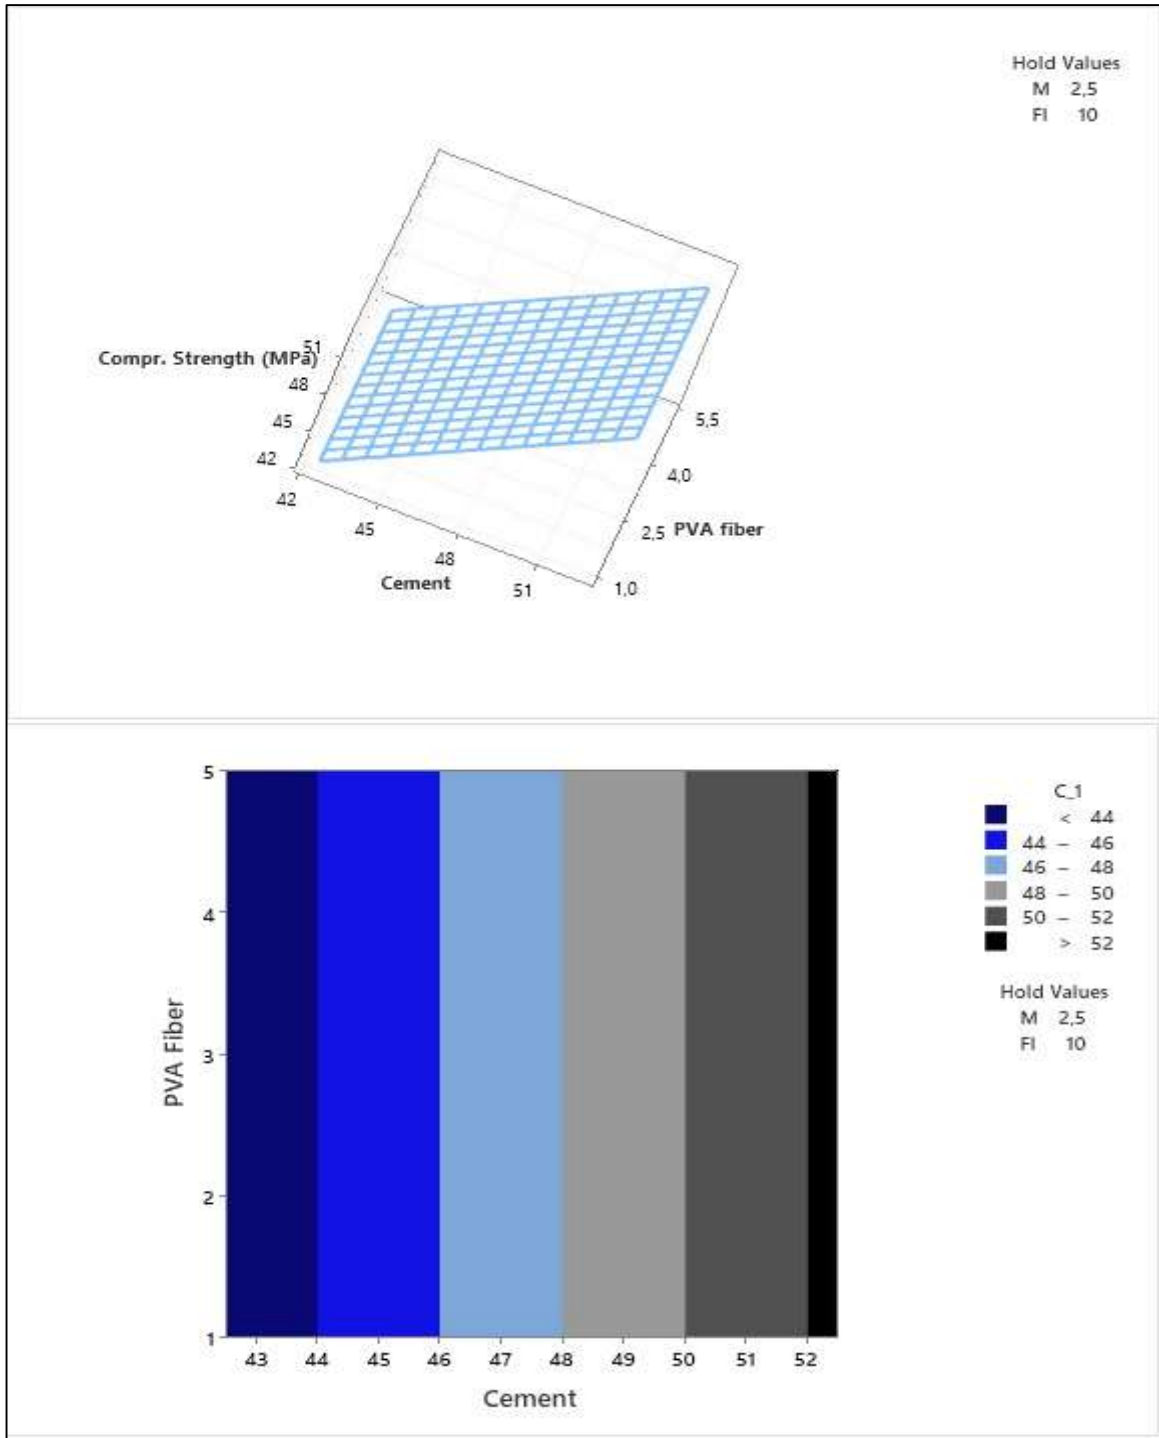 Hold Values
M 2,5
FI 10
Compr. Strength (MPa)
51
48
45
42
42
45
48
51
Cement
5,5
4,0
2,5
1,0
PVA fiber
5
4
3
2
1
PVA Fiber
43 44 45 46 47 48 49 50 51 52
Cement
C_1
< 44
44 – 46
46 – 48
48 – 50
50 – 52
> 52
Hold Values
M 2,5
FI 10